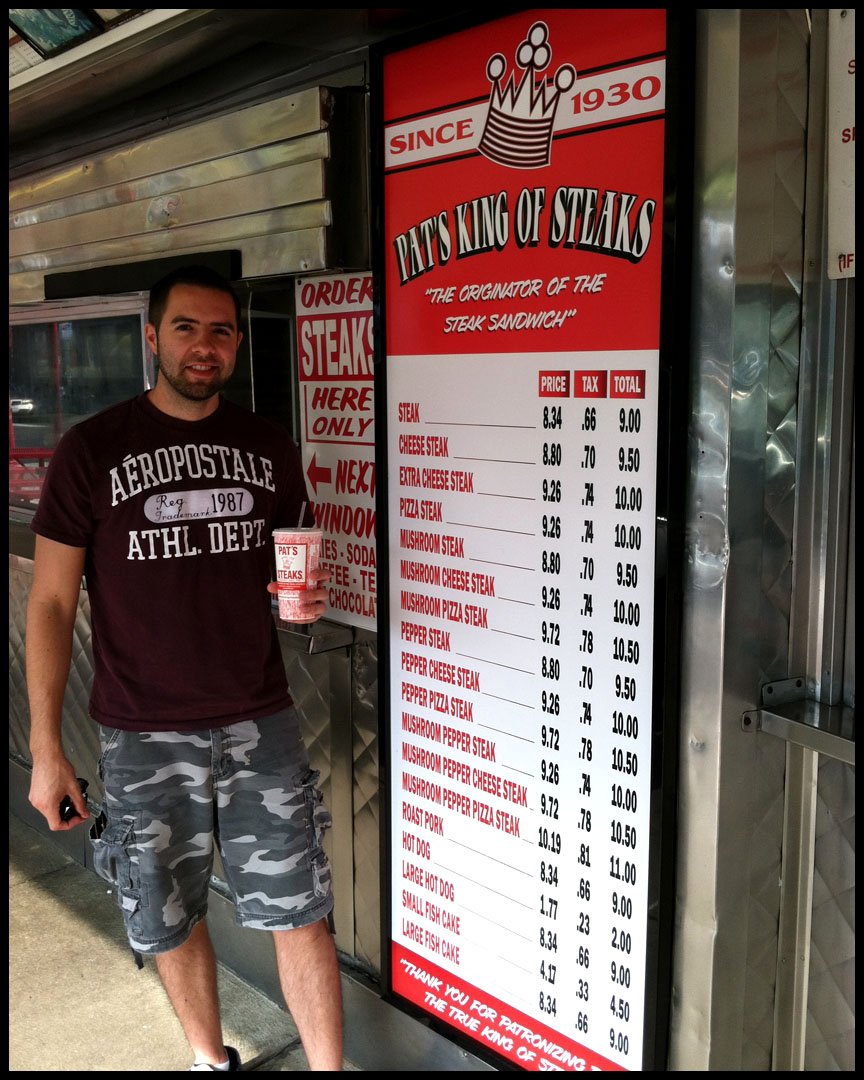 SINCE 1930
PAT'S KING OF STEAKS
"THE ORIGINATOR OF THE
STEAK SANDWICH"
PRICE TAX TOTAL
STEAK 8.34 .66 9.00
CHEESE STEAK 8.80 .70 9.50
EXTRA CHEESE STEAK 9.26 .74 10.00
PIZZA STEAK 9.26 .74 10.00
MUSHROOM STEAK 8.80 .70 9.50
MUSHROOM CHEESE STEAK 9.26 .74 10.00
MUSHROOM PIZZA STEAK 9.72 .78 10.50
PEPPER STEAK 8.80 .70 9.50
PEPPER CHEESE STEAK 9.26 .74 10.00
PEPPER PIZZA STEAK 9.72 .78 10.50
MUSHROOM PEPPER STEAK 9.26 .74 10.00
MUSHROOM PEPPER CHEESE STEAK 9.72 .78 10.50
MUSHROOM PEPPER PIZZA STEAK 10.19 .81 11.00
ROAST PORK 8.34 .66 9.00
HOT DOG 1.77 .23 2.00
LARGE HOT DOG 8.34 .66 9.00
SMALL FISH CAKE 4.17 .33 4.50
LARGE FISH CAKE 8.34 .66 9.00
"THANK YOU FOR PATRONIZING
THE TRUE KING OF
ORDER
STEAKS
HERE
ONLY
NEXT
WINDOW
SODA
AÉROPOSTALE
Reg. Trademark 1987
ATHL. DEPT.
PAT'S
STEAKS